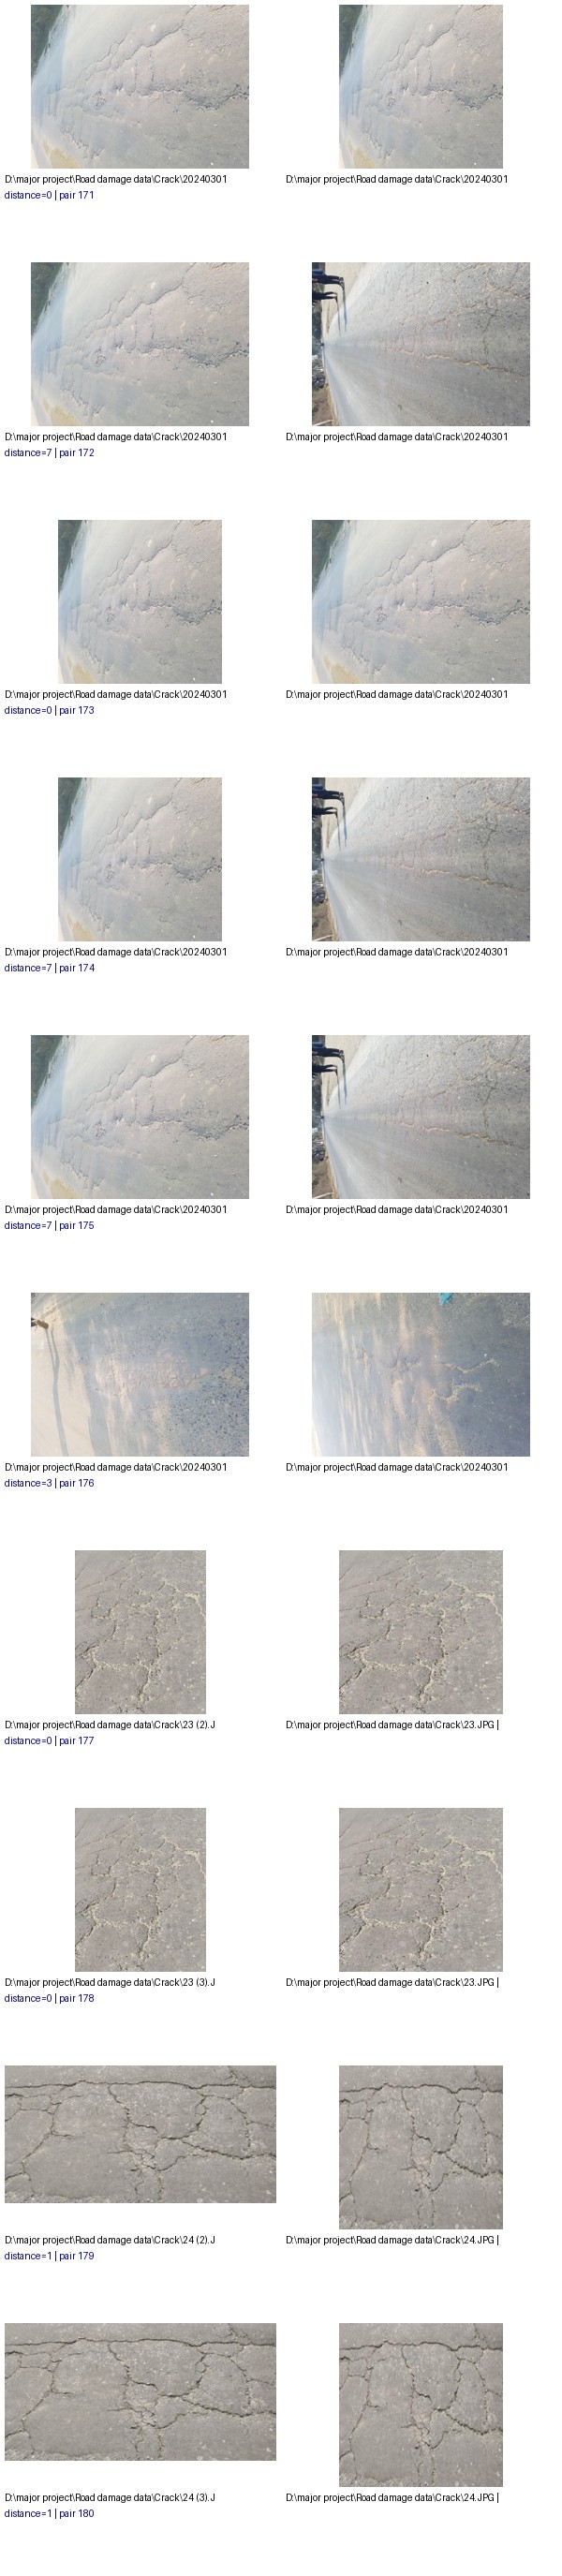 D:\major project\Road damage data\Crack\20240301 D:\major project\Road damage data\Crack\20240301
distance=0 | pair 171
D:\major project\Road damage data\Crack\20240301 D:\major project\Road damage data\Crack\20240301
distance=7 | pair 172
D:\major project\Road damage data\Crack\20240301 D:\major project\Road damage data\Crack\20240301
distance=0 | pair 173
D:\major project\Road damage data\Crack\20240301 D:\major project\Road damage data\Crack\20240301
distance=7 | pair 174
D:\major project\Road damage data\Crack\20240301 D:\major project\Road damage data\Crack\20240301
distance=7 | pair 175
D:\major project\Road damage data\Crack\20240301 D:\major project\Road damage data\Crack\20240301
distance=3 | pair 176
D:\major project\Road damage data\Crack\23 (2).J D:\major project\Road damage data\Crack\23.JPG |
distance=0 | pair 177
D:\major project\Road damage data\Crack\23 (3).J D:\major project\Road damage data\Crack\23.JPG |
distance=0 | pair 178
D:\major project\Road damage data\Crack\24 (2).J D:\major project\Road damage data\Crack\24.JPG |
distance=1 | pair 179
D:\major project\Road damage data\Crack\24 (3).J D:\major project\Road damage data\Crack\24.JPG |
distance=1 | pair 180